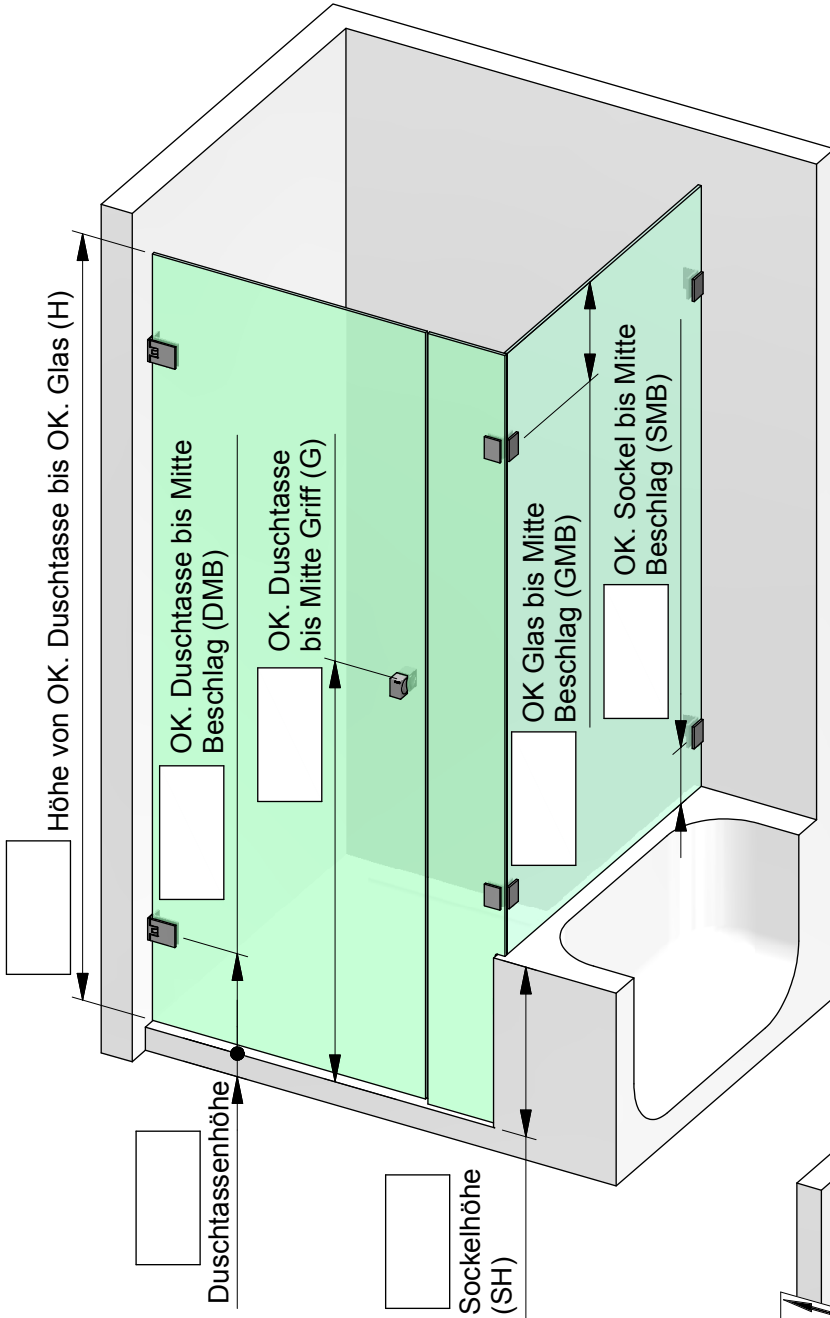 Höhe von OK. Duschtasse bis OK. Glas (H)
OK. Duschtasse bis Mitte
Beschlag (DMB)
OK. Duschtasse
bis Mitte Griff (G)
Duschtassenhöhe
Sockelhöhe
(SH)
OK Glas bis Mitte
Beschlag (GMB)
OK. Sockel bis Mitte
Beschlag (SMB)